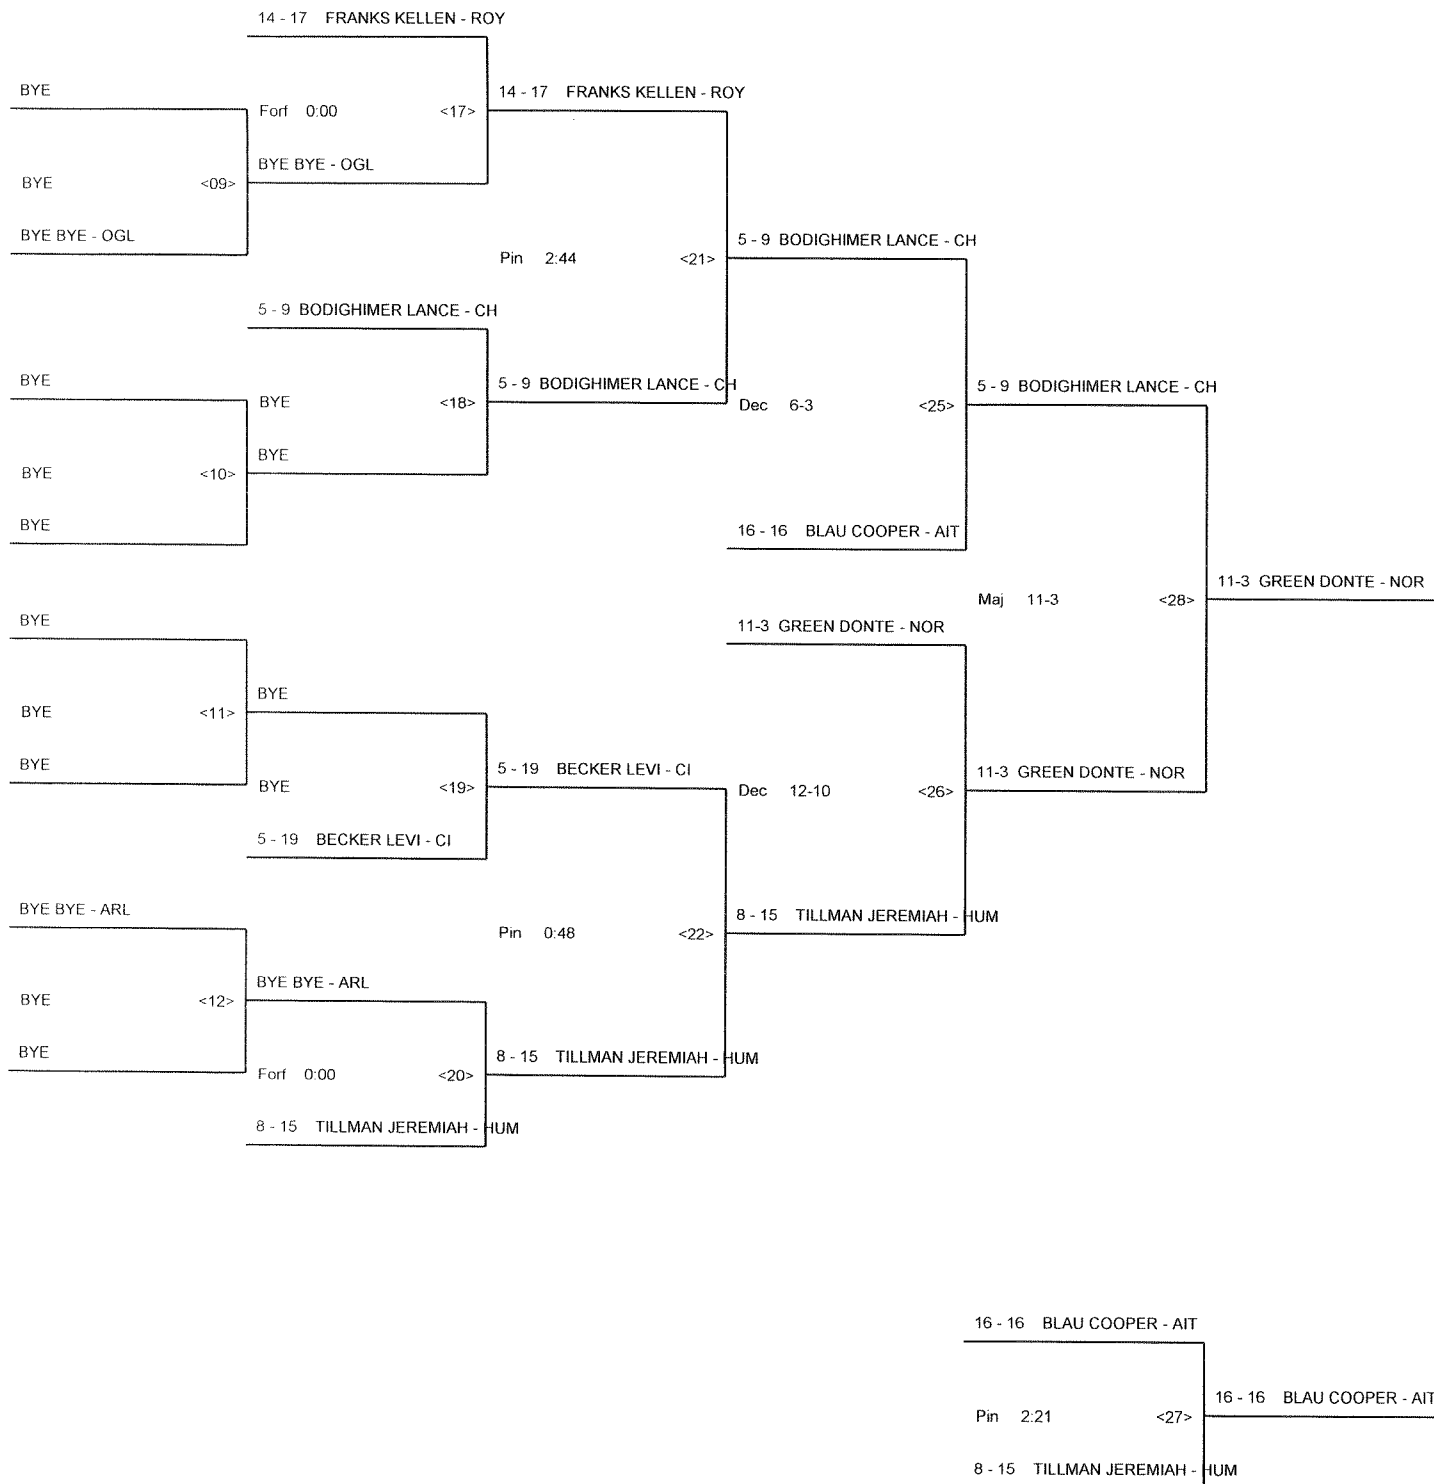 14 - 17 FRANKS KELLEN - ROY
BYE
Forf 0:00 <17>
14 - 17 FRANKS KELLEN - ROY
BYE BYE - OGL
BYE <09>
BYE BYE - OGL
5 - 9 BODIGHIMER LANCE - CH
Pin 2:44 <21>
5 - 9 BODIGHIMER LANCE - CH
BYE
BYE <18>
5 - 9 BODIGHIMER LANCE - CH
Dec 6-3 <25>
5 - 9 BODIGHIMER LANCE - CH
BYE
BYE <10>
BYE
16 - 16 BLAU COOPER - AIT
Maj 11-3 <28>
11-3 GREEN DONTE - NOR
BYE
11-3 GREEN DONTE - NOR
BYE
BYE <11>
BYE
5 - 19 BECKER LEVI - CI
BYE <19>
Dec 12-10 <26>
11-3 GREEN DONTE - NOR
5 - 19 BECKER LEVI - CI
BYE BYE - ARL
8 - 15 TILLMAN JEREMIAH - HUM
Pin 0:48 <22>
BYE BYE - ARL
BYE <12>
BYE
8 - 15 TILLMAN JEREMIAH - HUM
Forf 0:00 <20>
8 - 15 TILLMAN JEREMIAH - HUM
16 - 16 BLAU COOPER - AIT
Pin 2:21 <27>
16 - 16 BLAU COOPER - AIT
8 - 15 TILLMAN JEREMIAH - HUM